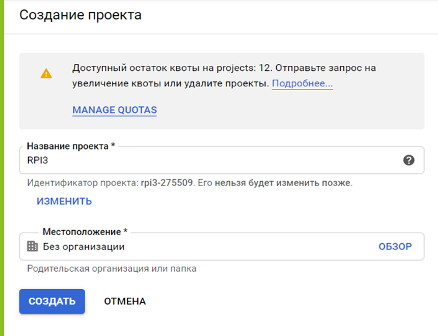 Создание проекта
Доступный остаток квоты на projects: 12. Отправьте запрос на
увеличение квоты или удалите проекты. Подробнее...
MANAGE QUOTAS
Название проекта *
RPI3
Идентификатор проекта: rpi3-275509. Его нельзя будет изменить позже.
ИЗМЕНИТЬ
Местоположение *
Без организации
ОБЗОР
Родительская организация или папка
СОЗДАТЬ ОТМЕНА